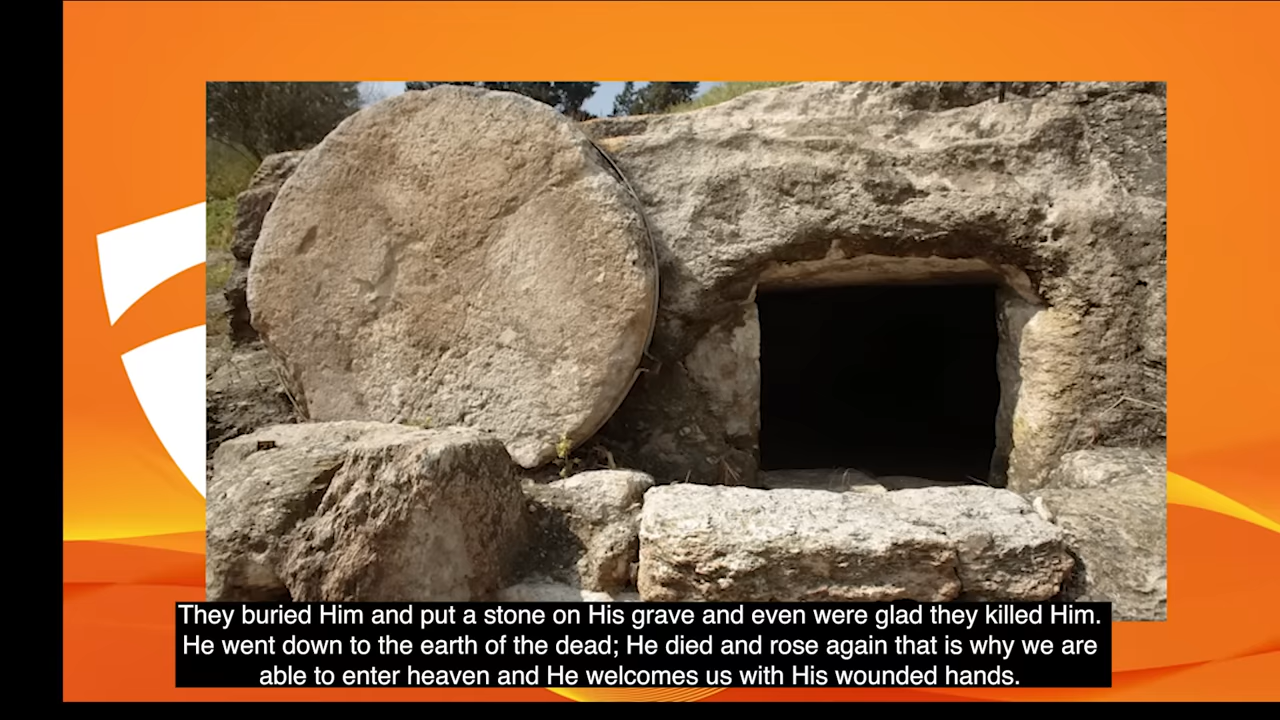 They buried Him and put a stone on His grave and even were glad they killed Him.
He went down to the earth of the dead; He died and rose again that is why we are
able to enter heaven and He welcomes us with His wounded hands.